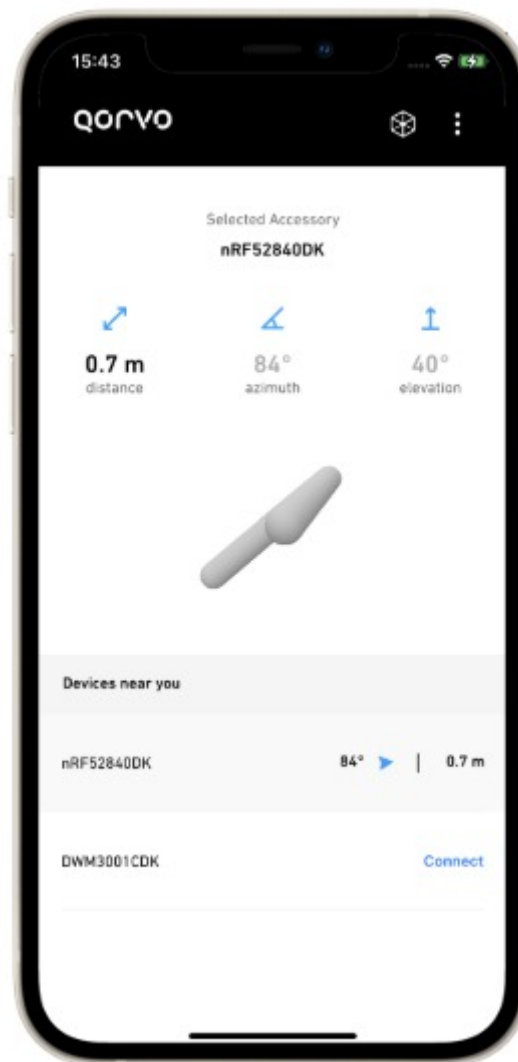 15:43
QORVO
Selected Accessory
nRF52840DK
0.7 m 84° 40°
distance azimuth elevation
Devices near you
nRF52840DK 84° | 0.7 m
DWM3001CDK Connect